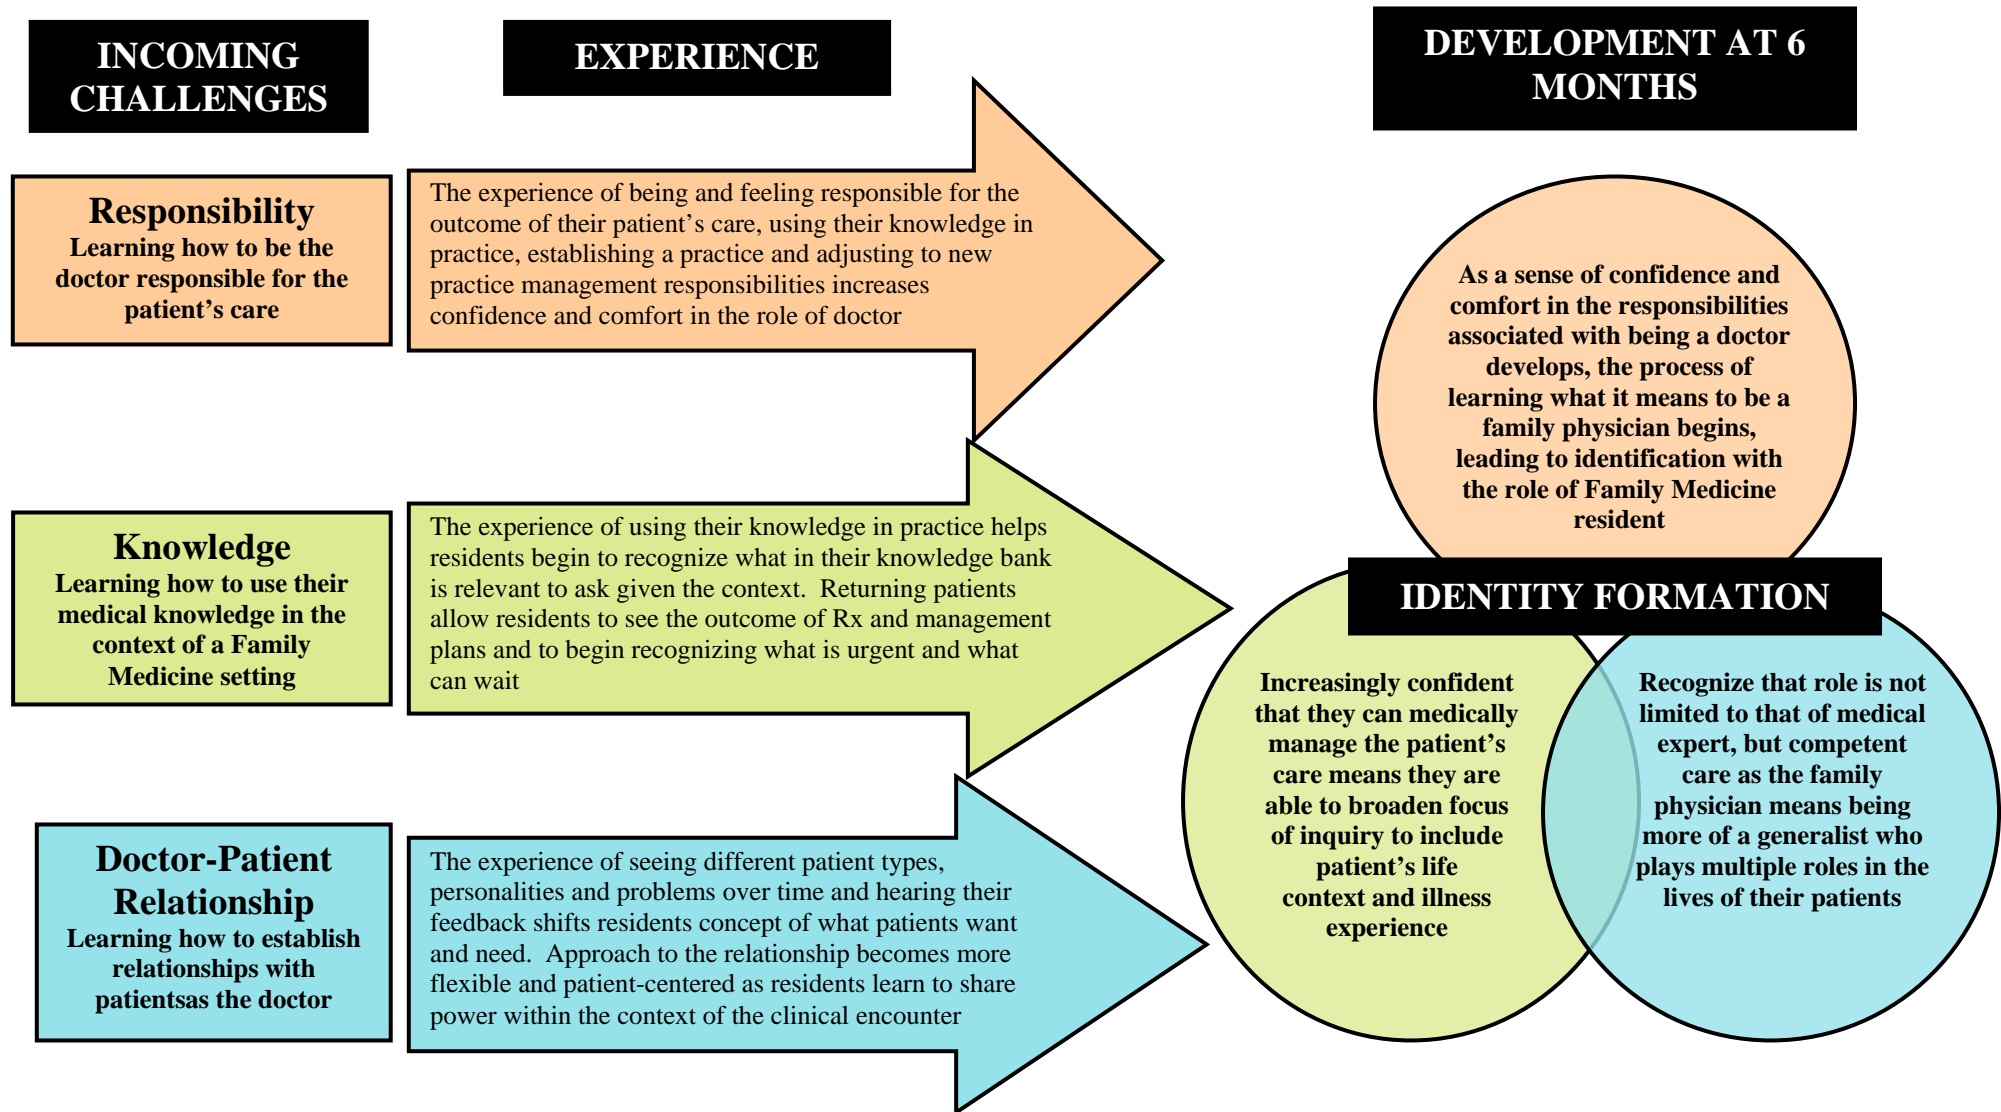 INCOMING
CHALLENGES
EXPERIENCE
DEVELOPMENT AT 6
MONTHS
Responsibility
Learning how to be the
doctor responsible for the
patient’s care
The experience of being and feeling responsible for the
outcome of their patient’s care, using their knowledge in
practice, establishing a practice and adjusting to new
practice management responsibilities increases
confidence and comfort in the role of doctor
As a sense of confidence and
comfort in the responsibilities
associated with being a doctor
develops, the process of
learning what it means to be a
family physician begins,
leading to identification with
the role of Family Medicine
resident
Knowledge
Learning how to use their
medical knowledge in the
context of a Family
Medicine setting
The experience of using their knowledge in practice helps
residents begin to recognize what in their knowledge bank
is relevant to ask given the context.  Returning patients
allow residents to see the outcome of Rx and management
plans and to begin recognizing what is urgent and what
can wait
IDENTITY FORMATION
Increasingly confident
that they can medically
manage the patient’s
care means they are
able to broaden focus
of inquiry to include
patient’s life
context and illness
experience
Recognize that role is not
limited to that of medical
expert, but competent
care as the family
physician means being
more of a generalist who
plays multiple roles in the
lives of their patients
Doctor-Patient
Relationship
Learning how to establish
relationships with
patientsas the doctor
The experience of seeing different patient types,
personalities and problems over time and hearing their
feedback shifts residents concept of what patients want
and need.  Approach to the relationship becomes more
flexible and patient-centered as residents learn to share
power within the context of the clinical encounter